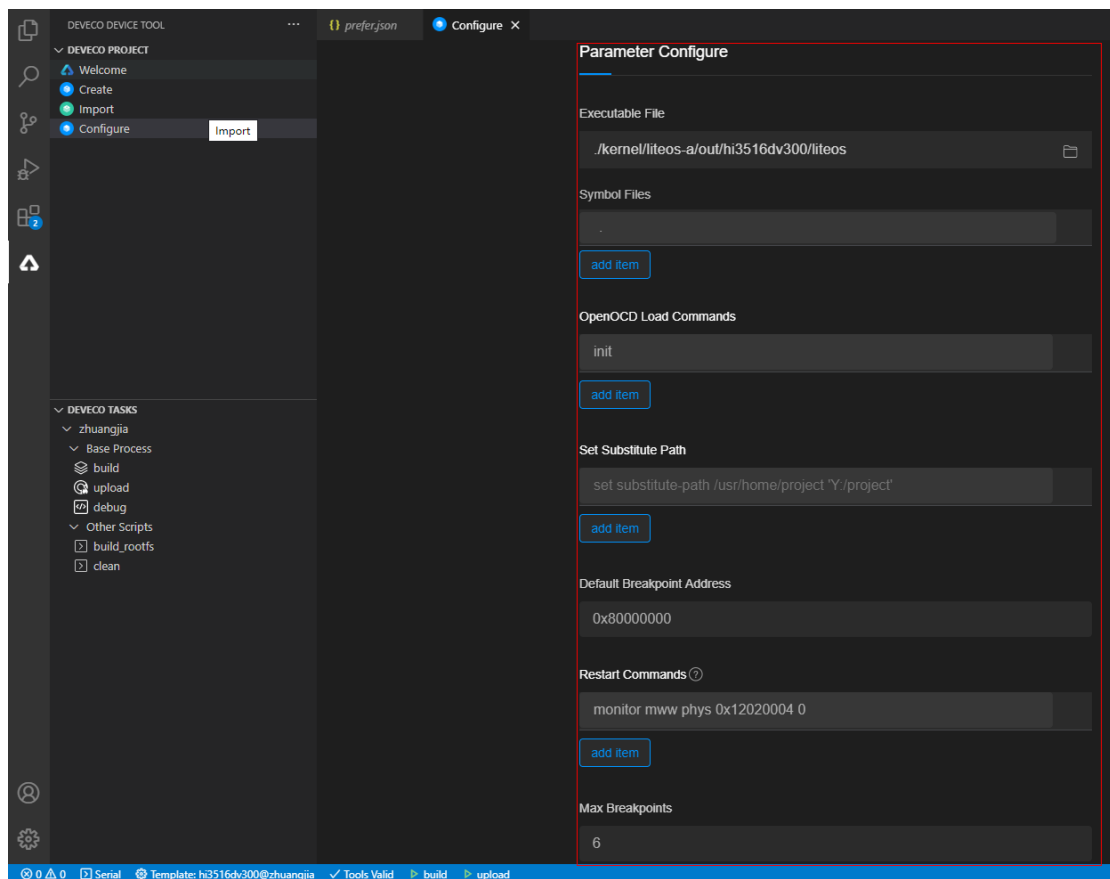 DEVECO DEVICE TOOL
···
{} prefer.json
Configure
DEVECO PROJECT
Welcome
Create
Import
Configure
Import
DEVECO TASKS
zhuangjia
Base Process
build
upload
debug
Other Scripts
build_rootfs
clean
2
Parameter Configure
Executable File
./kernel/liteos-a/out/hi3516dv300/liteos
Symbol Files
.
add item
OpenOCD Load Commands
init
add item
Set Substitute Path
set substitute-path /usr/home/project 'Y:/project'
add item
Default Breakpoint Address
0x80000000
Restart Commands ?
monitor mww phys 0x12020004 0
add item
Max Breakpoints
6
0 0 Serial Template: hi3516dv300@zhuangjia Tools Valid build upload